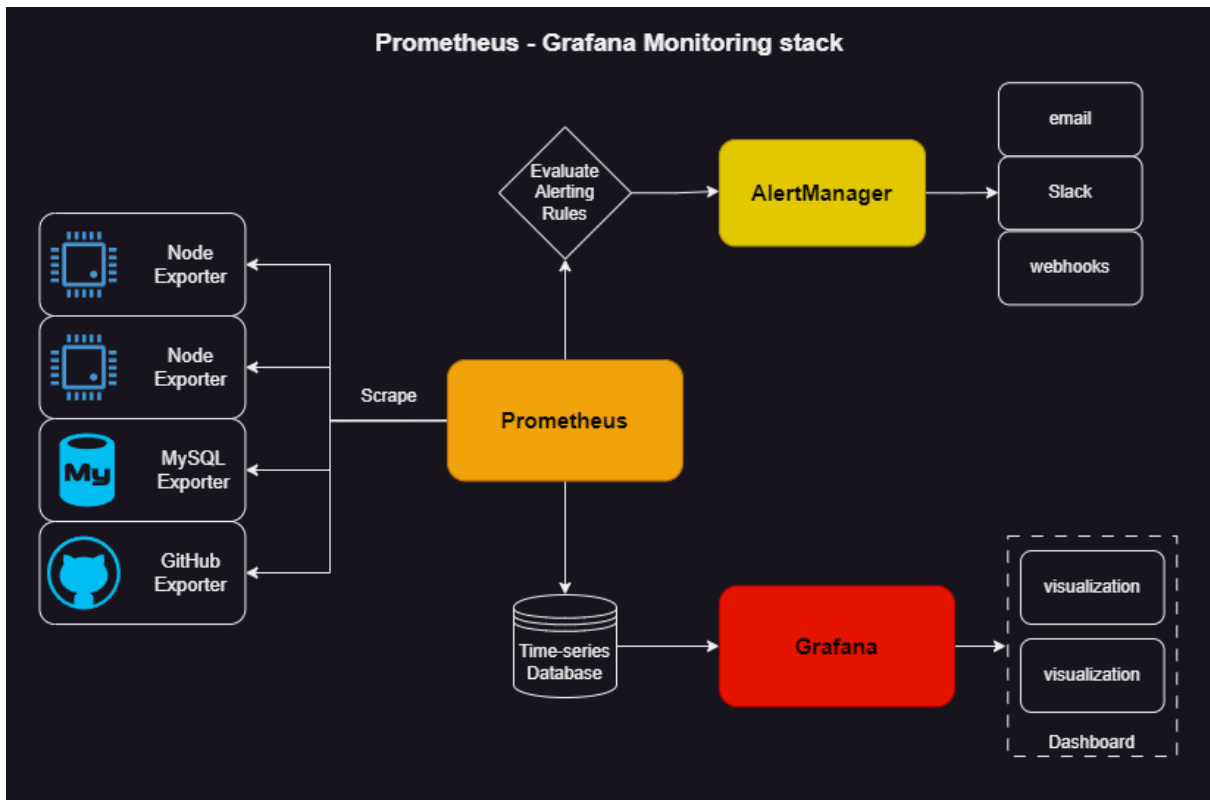 Prometheus - Grafana Monitoring stack
email
Evaluate
Alerting
Rules
AlertManager
Slack
webhooks
Node
Exporter
Node
Exporter
My
MySQL
Exporter
GitHub
Exporter
Scrape
Prometheus
Time-series
Database
Grafana
visualization
visualization
Dashboard